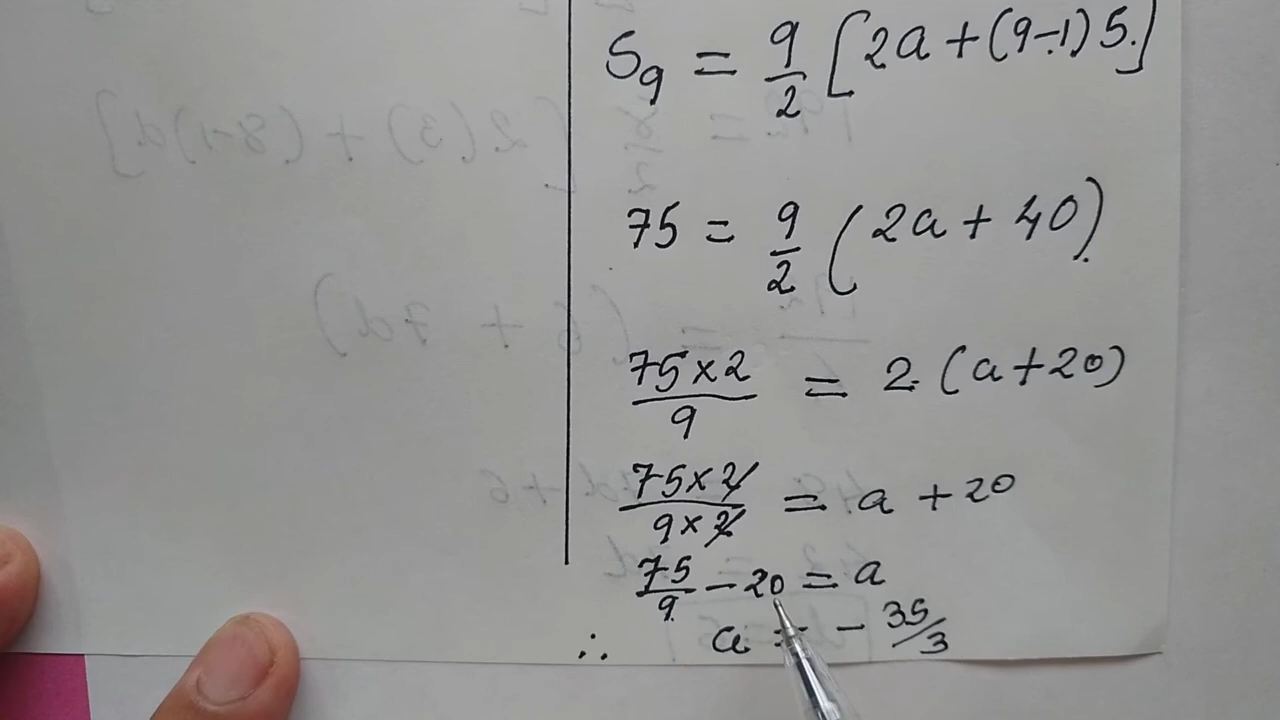 S₉ = 9/2 [2a + (9-1) 5.]
75 = 9/2 (2a + 40)
75 × 2 / 9 = 2 (a + 20)
75 × 2 / 9 × 2 = a + 20
75/9 - 20 = a
∴ a = - 35/3